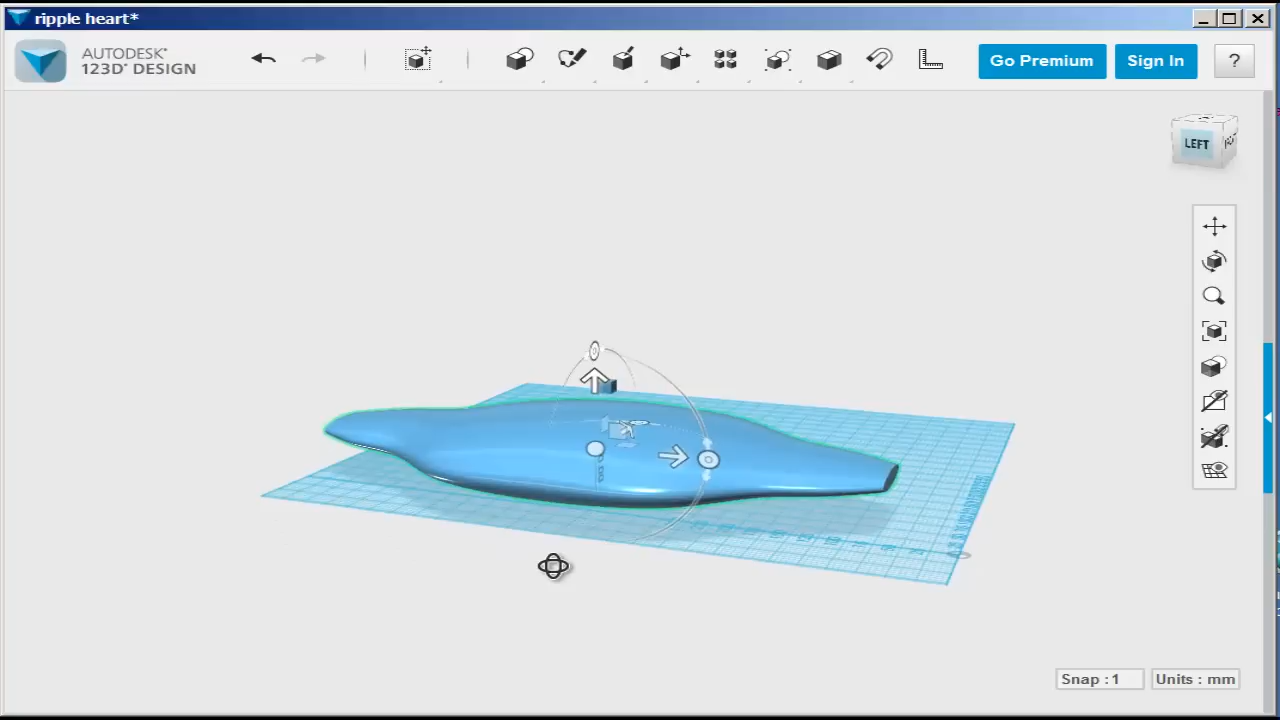 ripple heart*
AUTODESK®
123D® DESIGN
Go Premium
Sign In
?
LEFT
Snap : 1
Units : mm